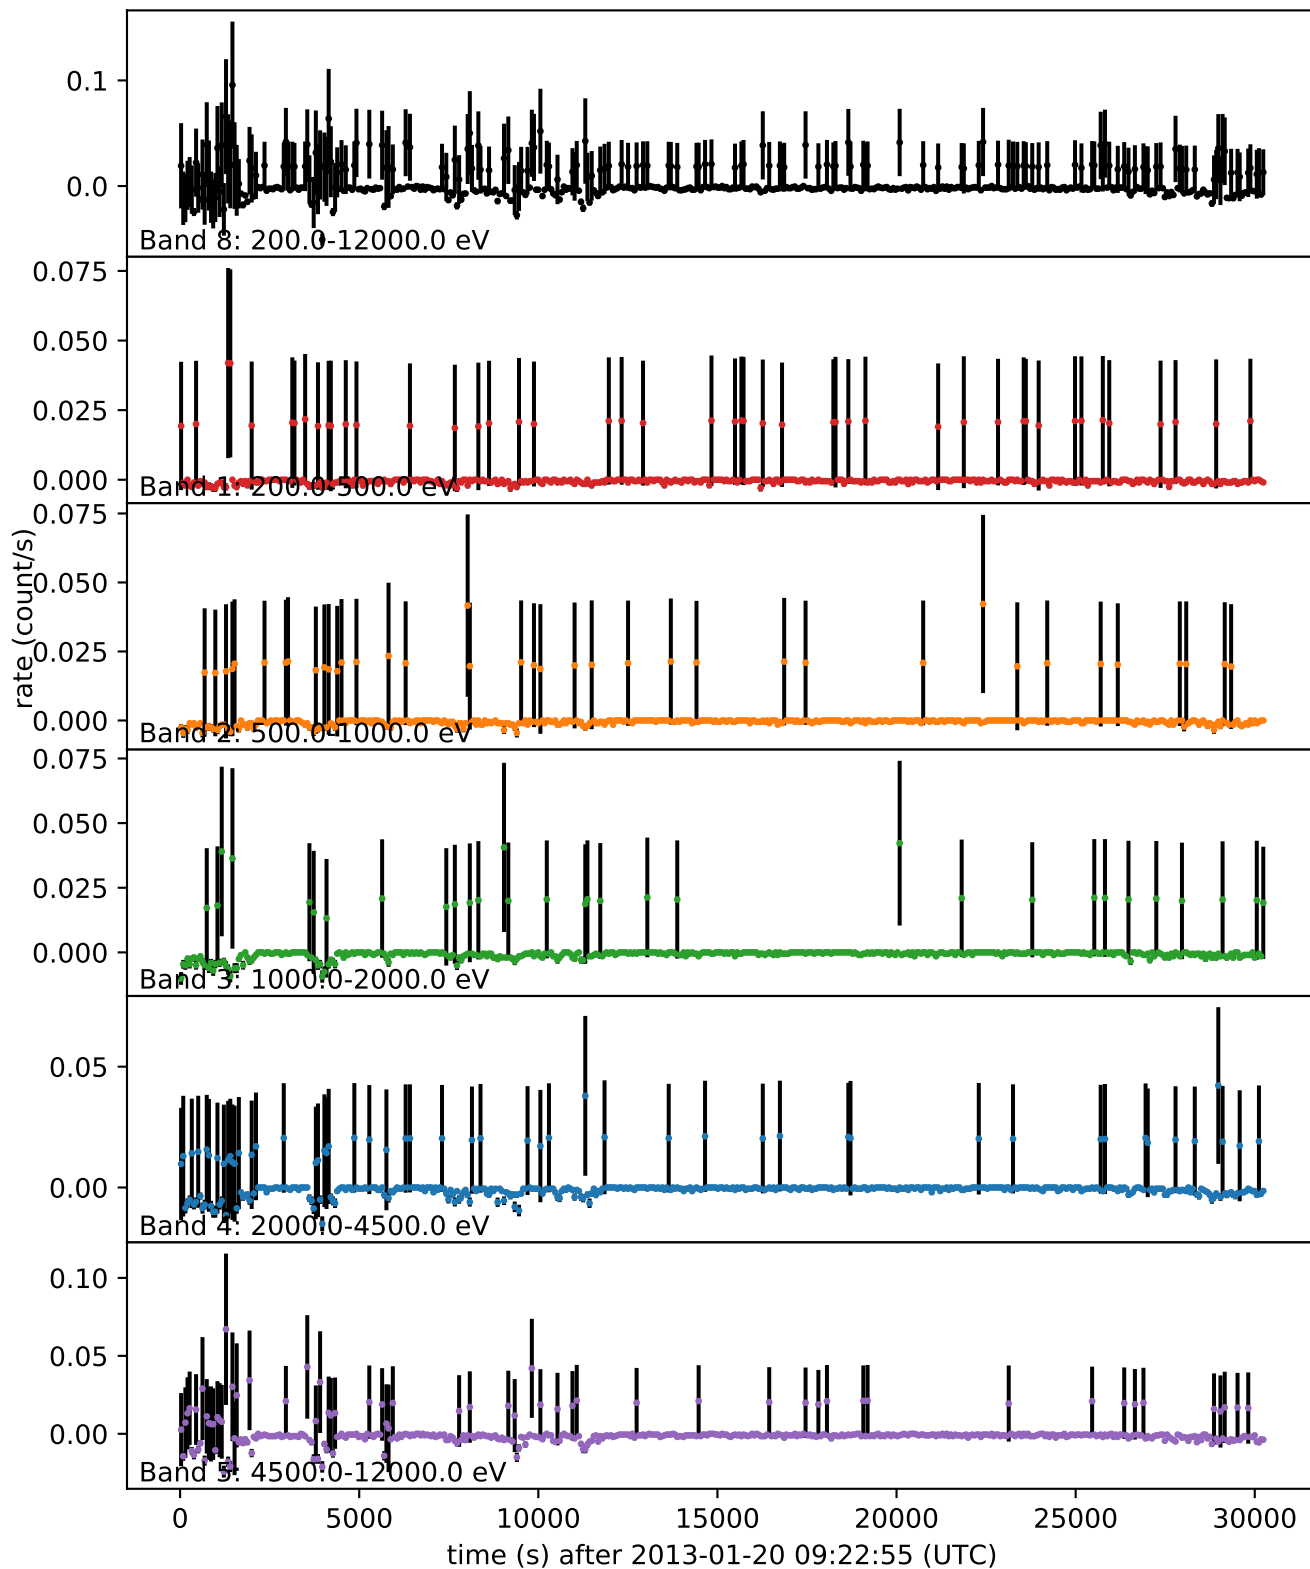 0.1
0.0
Band 8: 200.0-12000.0 eV
0.075
0.050
0.025
0.000
Band 1: 200.0-500.0 eV
0.075
0.050
0.025
0.000
Band 2: 500.0-1000.0 eV
rate (count/s)
0.075
0.050
0.025
0.000
Band 3: 1000.0-2000.0 eV
0.05
0.00
Band 4: 2000.0-4500.0 eV
0.10
0.05
0.00
Band 5: 4500.0-12000.0 eV
0 5000 10000 15000 20000 25000 30000
time (s) after 2013-01-20 09:22:55 (UTC)